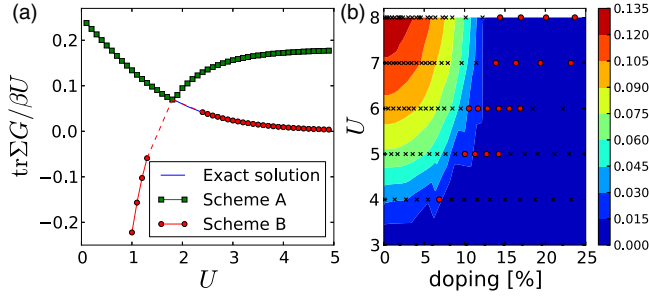 (a)
0.2
0.1
0.0
−0.1
−0.2
trΣG/βU
0 1 2 3 4 5
U
Exact solution
Scheme A
Scheme B
(b)
8
7
6
5
4
3
U
0 5 10 15 20 25
doping [%]
0.135
0.120
0.105
0.090
0.075
0.060
0.045
0.030
0.015
0.000